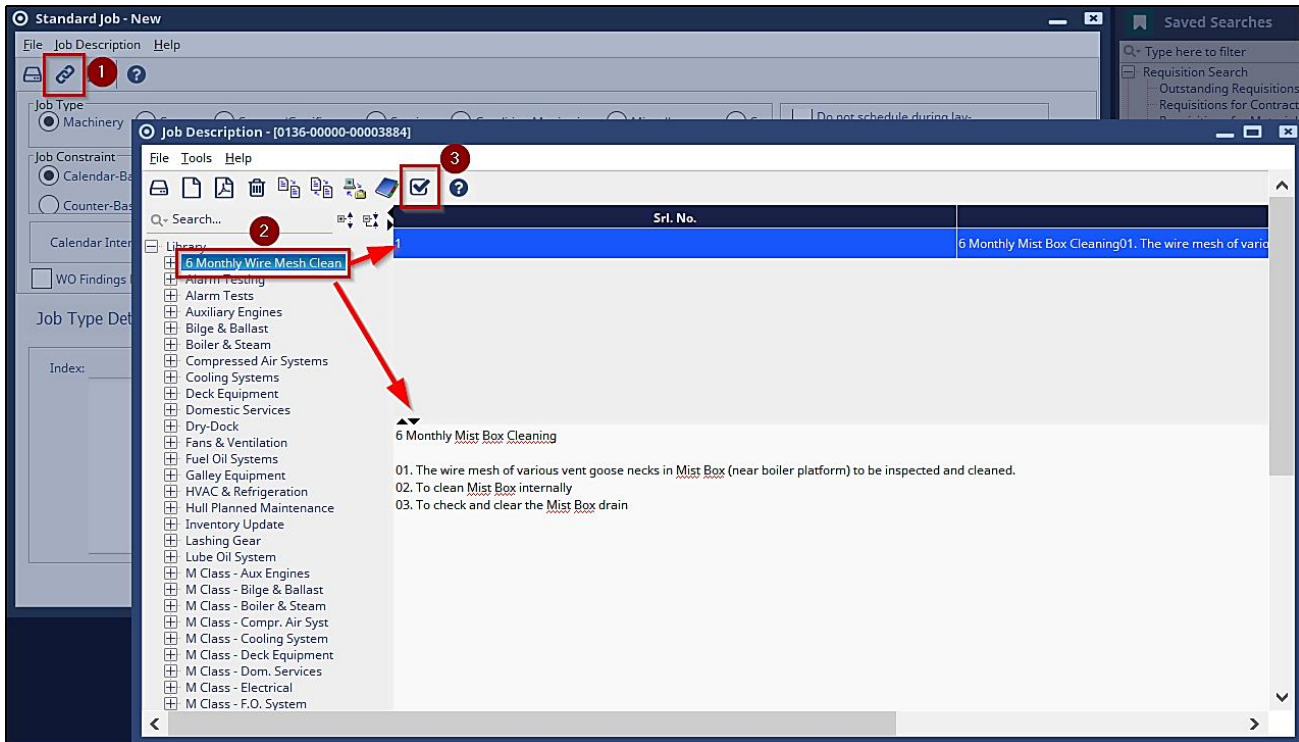 Standard Job - New
File Job Description Help
1
Job Type
Machinery
Do not schedule during lay-
Job Constraint
Calendar-Ba
Counter-Bas
Calendar Inter
WO Findings
Job Type Det
Index:
Saved Searches
Type here to filter
Requisition Search
Outstanding Requisitions
Requisitions for Contract
Job Description - [0136-00000-00003884]
File Tools Help
3
Search...
2
Library
6 Monthly Wire Mesh Clean
Alarm Testing
Alarm Tests
Auxiliary Engines
Bilge & Ballast
Boiler & Steam
Compressed Air Systems
Cooling Systems
Deck Equipment
Domestic Services
Dry-Dock
Fans & Ventilation
Fuel Oil Systems
Galley Equipment
HVAC & Refrigeration
Hull Planned Maintenance
Inventory Update
Lashing Gear
Lube Oil System
M Class - Aux Engines
M Class - Bilge & Ballast
M Class - Boiler & Steam
M Class - Compr. Air Syst
M Class - Cooling System
M Class - Deck Equipment
M Class - Dom. Services
M Class - Electrical
M Class - F.O. System
Srl. No.
1
6 Monthly Mist Box Cleaning01. The wire mesh of vario
6 Monthly Mist Box Cleaning
01. The wire mesh of various vent goose necks in Mist Box (near boiler platform) to be inspected and cleaned.
02. To clean Mist Box internally
03. To check and clear the Mist Box drain